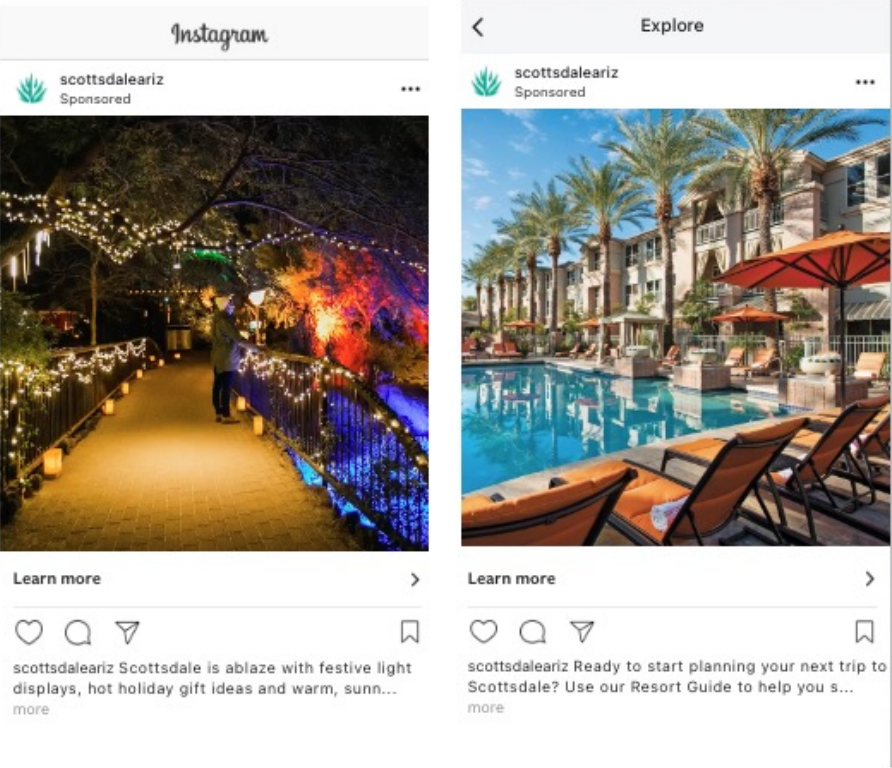 Instagram
scottsdaleariz
Sponsored
Learn more
scottsdaleariz Scottsdale is ablaze with festive light
displays, hot holiday gift ideas and warm, sunn...
more
Explore
scottsdaleariz
Sponsored
Learn more
scottsdaleariz Ready to start planning your next trip to
Scottsdale? Use our Resort Guide to help you s...
more